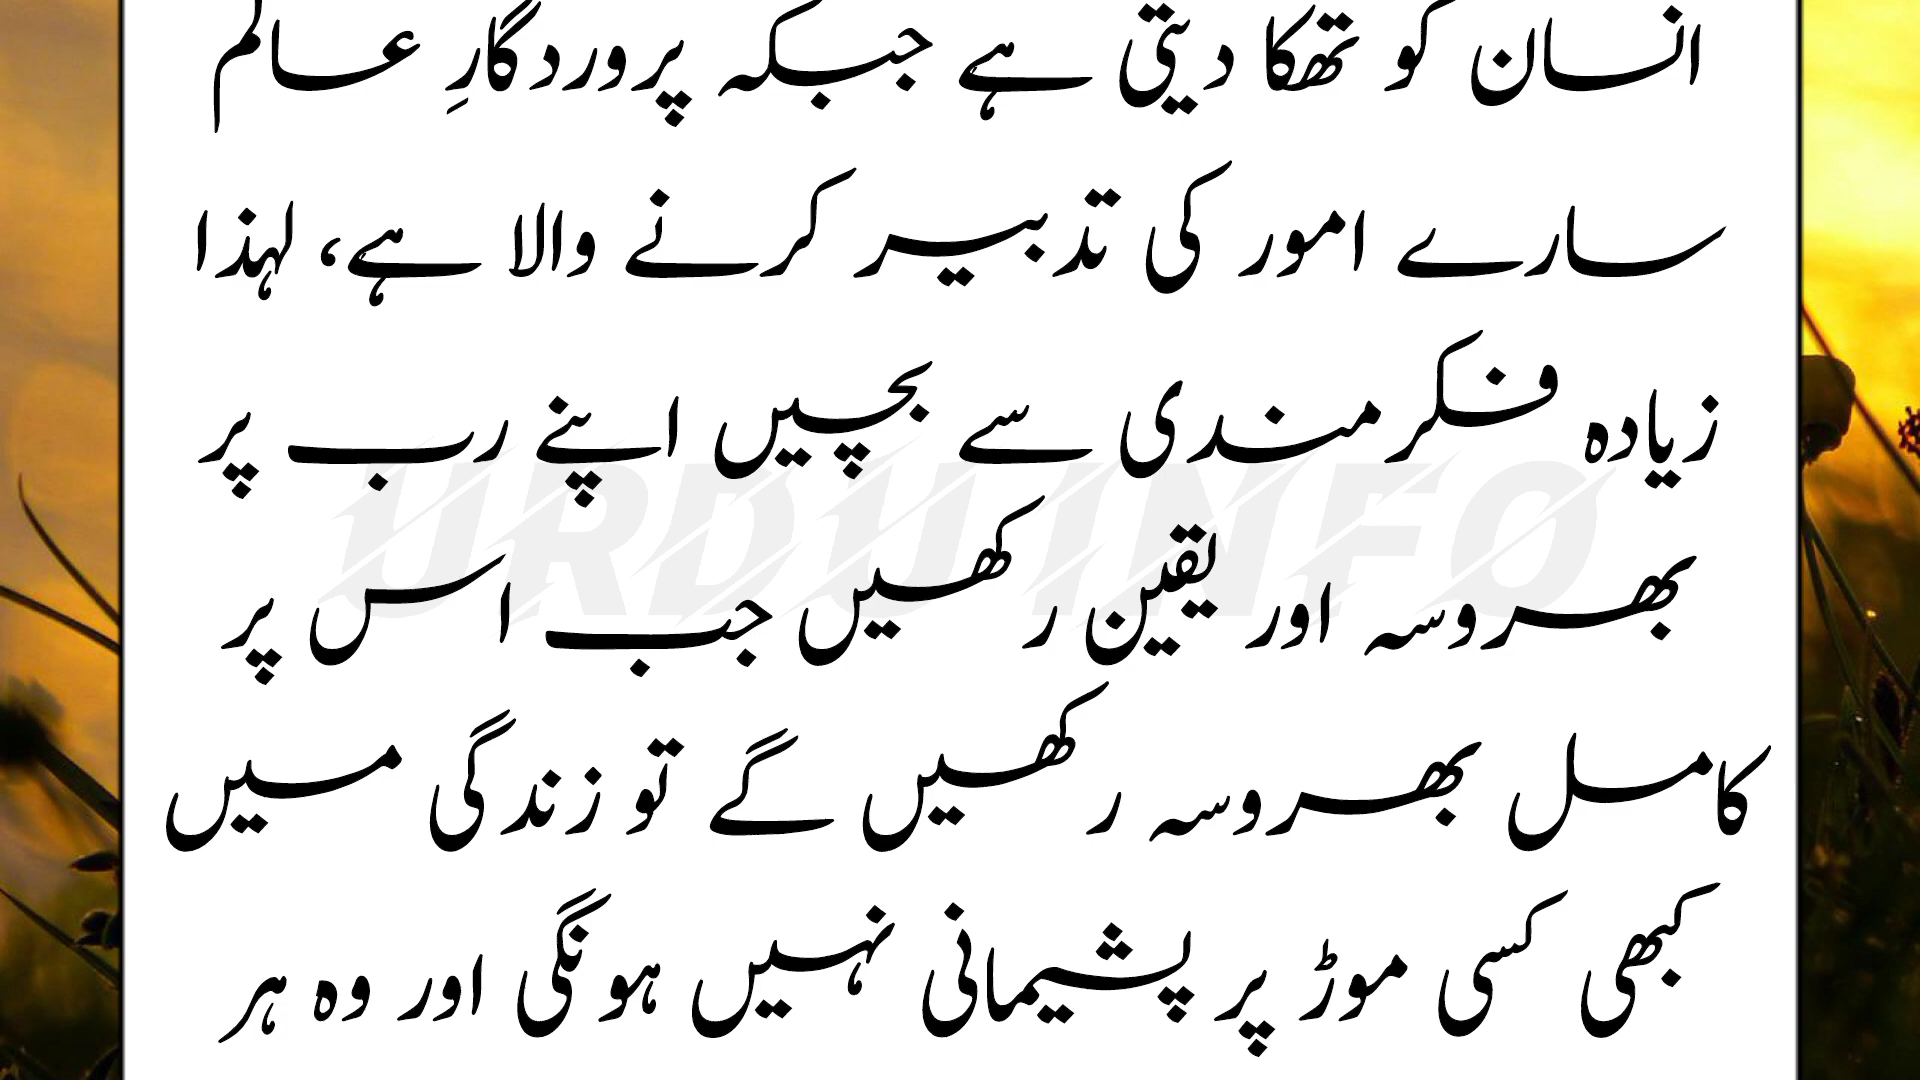 انسان کو تھکا دیتی ہے جبکہ پروردگارِ عالم
سارے امور کی تدبیر کرنے والا ہے، لہذا
زیادہ فکرمندی سے بچیں اپنے رب پر
بھروسہ اور یقین رکھیں جب اس پر
کامل بھروسہ رکھیں گے تو زندگی میں
کبھی کسی موڑ پر پشیمانی نہیں ہونگی اور وہ ہر
URDU INFO